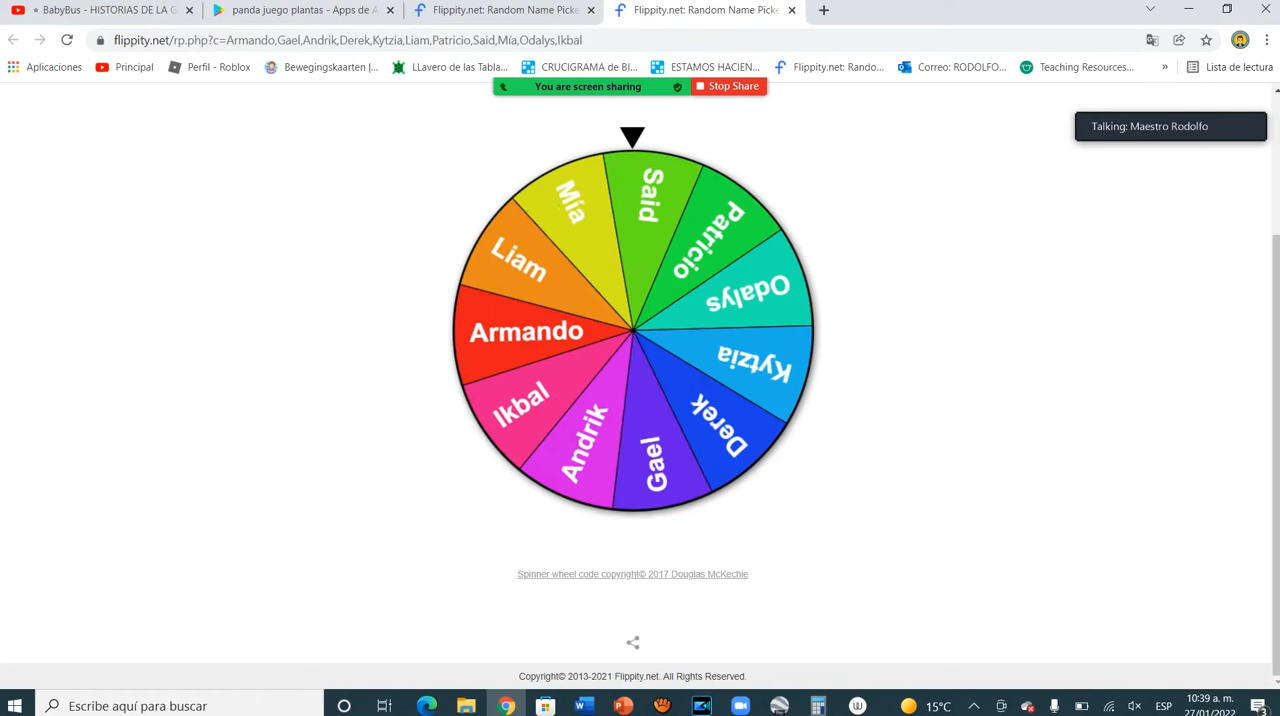 BabyBus - HISTORIAS DE LA G
panda juego plantas - Apps de A
Flippity.net: Random Name Picke
Flippity.net: Random Name Picke
flippity.net/rp.php?c=Armando,Gael,Andrik,Derek,Kytzia,Liam,Patricio,Said,Mía,Odalys,Ikbal
Aplicaciones
Principal
Perfil - Roblox
Bewegingskaarten |...
LLavero de las Tabla...
CRUCIGRAMA DE BI...
ESTAMOS HACIEN...
Flippity.net: Rando...
Correo: RODOLFO...
Teaching Resources...
»
Lista de lectura
You are screen sharing
Stop Share
Talking: Maestro Rodolfo
Said
Patricio
Odalys
Kytzia
Derek
Gael
Andrik
Ikbal
Armando
Liam
Mía
Spinner wheel code copyright© 2017 Douglas McKechie
Copyright© 2013-2021 Flippity.net. All Rights Reserved.
Escribe aquí para buscar
15°C
ESP
10:39 a. m.
27/01/2022
3